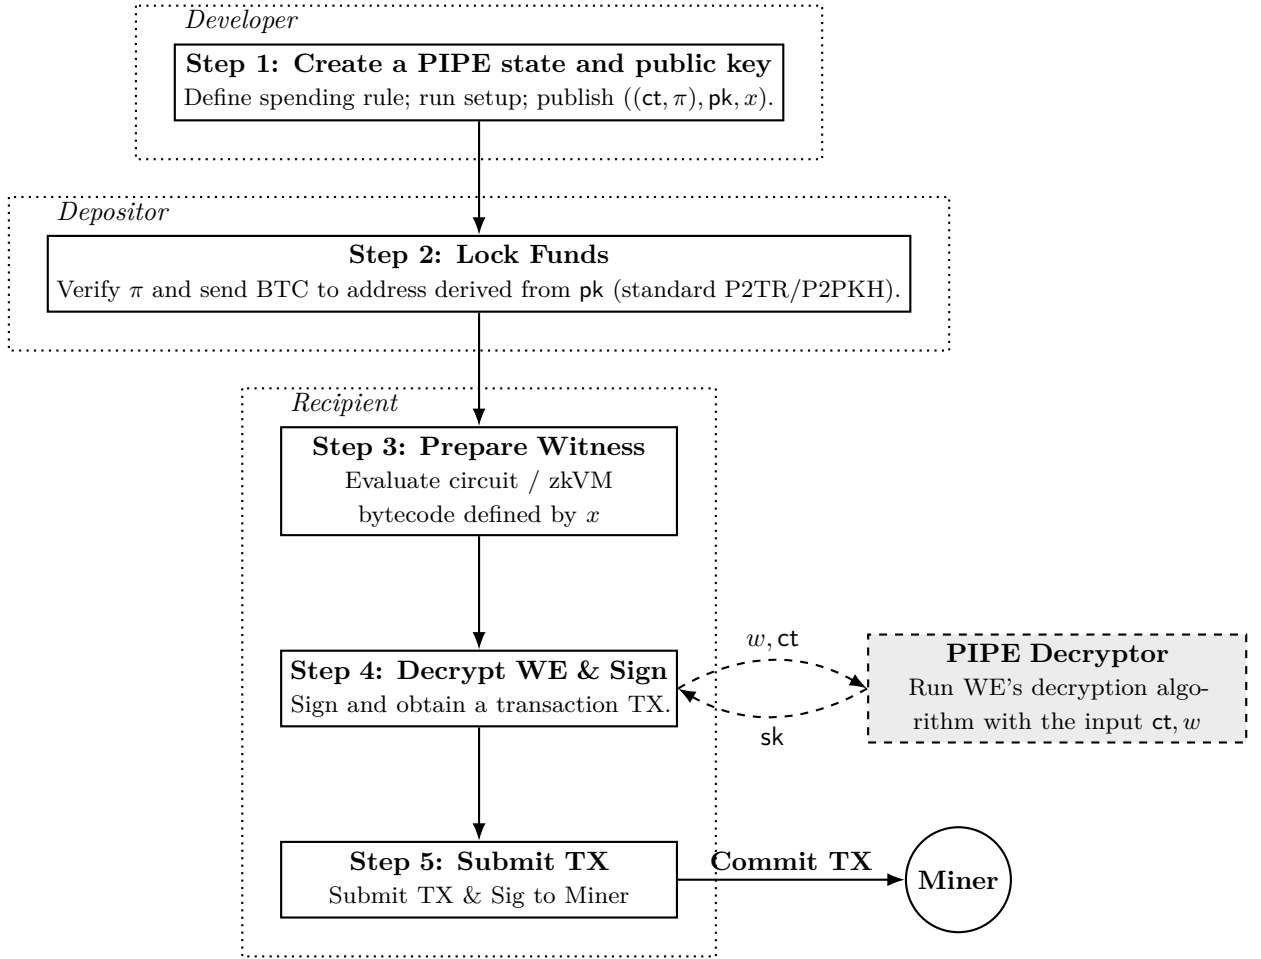 Developer
Step 1: Create a PIPE state and public key
Define spending rule; run setup; publish ((ct, π), pk, x).
Depositor
Step 2: Lock Funds
Verify π and send BTC to address derived from pk (standard P2TR/P2PKH).
Recipient
Step 3: Prepare Witness
Evaluate circuit / zkVM
bytecode defined by x
Step 4: Decrypt WE & Sign
Sign and obtain a transaction TX.
w, ct
sk
PIPE Decryptor
Run WE's decryption algo-
rithm with the input ct, w
Step 5: Submit TX
Submit TX & Sig to Miner
Commit TX
Miner